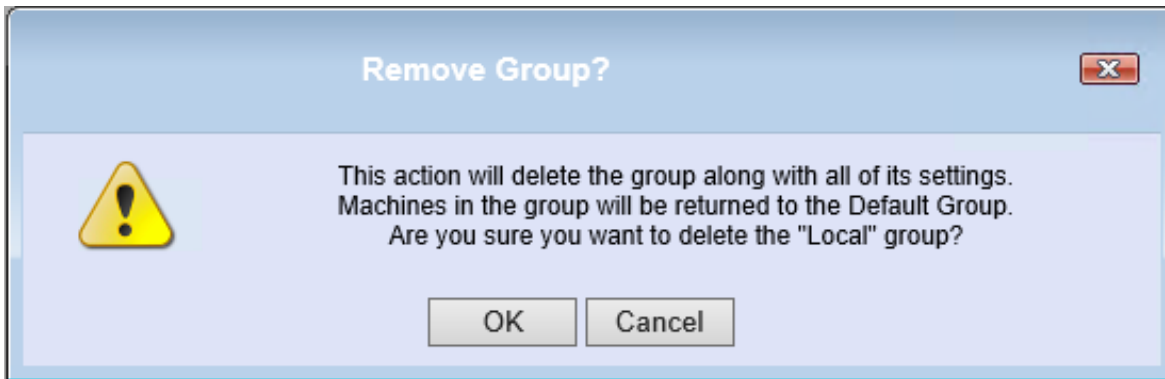 Remove Group?
This action will delete the group along with all of its settings.
Machines in the group will be returned to the Default Group.
Are you sure you want to delete the "Local" group?
OK Cancel